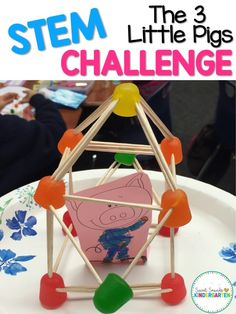 STEM
The 3
Little Pigs
CHALLENGE
Sweet Sounds
of
KINDERGARTEN